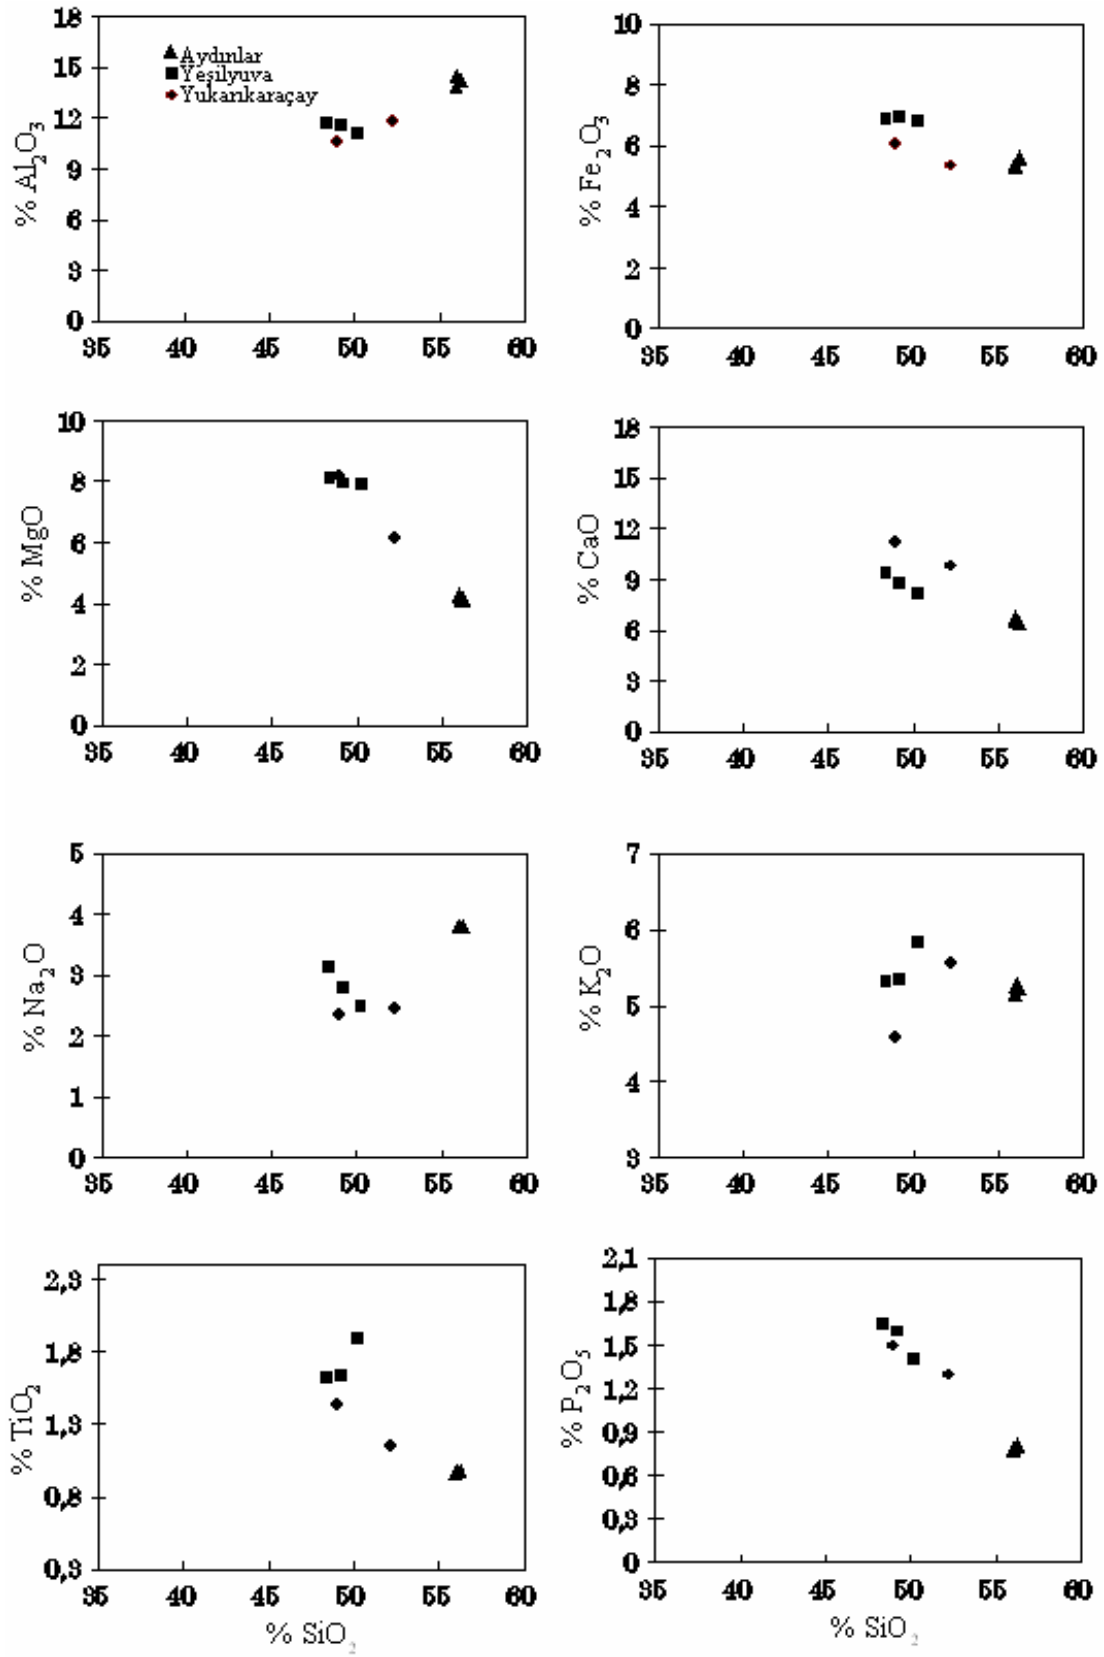 18
15
12
9
6
3
0
% Al2O3
▲Aydınlar
■Yeşilyuva
◆Yukarıkaraçay
35 40 45 50 55 60
10
8
6
4
2
0
% Fe2O3
35 40 45 50 55 60
10
8
6
4
2
0
% MgO
35 40 45 50 55 60
18
15
12
9
6
3
0
% CaO
35 40 45 50 55 60
5
4
3
2
1
0
% Na2O
35 40 45 50 55 60
7
6
5
4
3
% K2O
35 40 45 50 55 60
2,3
1,8
1,3
0,8
0,3
% TiO2
35 40 45 50 55 60
% SiO2
2,1
1,8
1,5
1,2
0,9
0,6
0,3
0
% P2O5
35 40 45 50 55 60
% SiO2